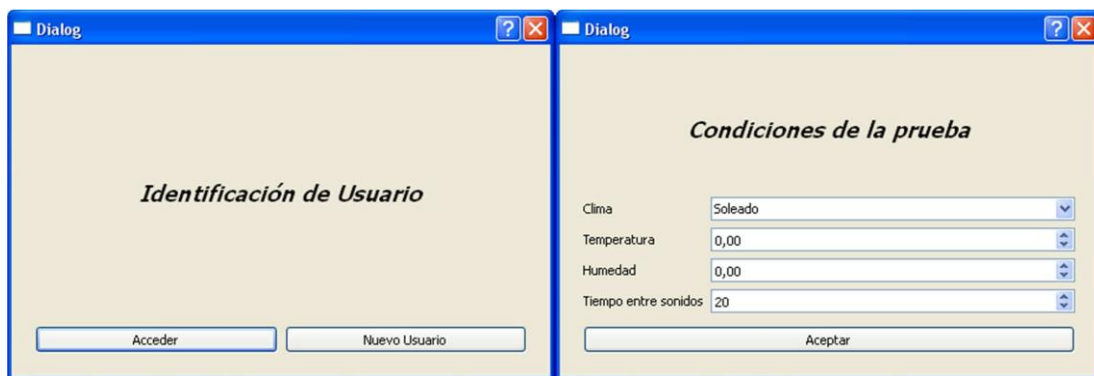 Dialog
Identificación de Usuario
Acceder
Nuevo Usuario
Dialog
Condiciones de la prueba
Clima Soleado
Temperatura 0,00
Humedad 0,00
Tiempo entre sonidos 20
Aceptar